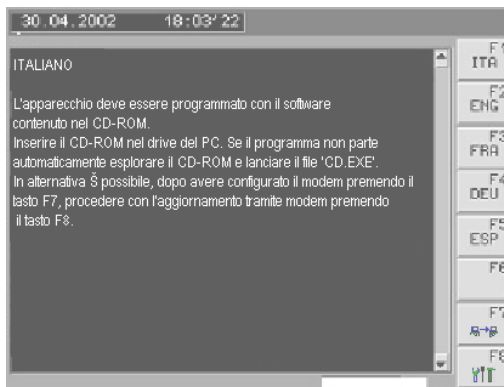 30.04.2002 18:03'22
ITALIANO
L'apparecchio deve essere programmato con il software
contenuto nel CD-ROM.
Inserire il CD-ROM nel drive del PC. Se il programma non parte
automaticamente esplorare il CD-ROM e lanciare il file 'CD.EXE'.
In alternativa Š possibile, dopo avere configurato il modem premendo il
tasto F7, procedere con l'aggiornamento tramite modem premendo
il tasto F8.
F1
ITA
F2
ENG
F3
FRA
F4
DEU
F5
ESP
F6
F7
F8